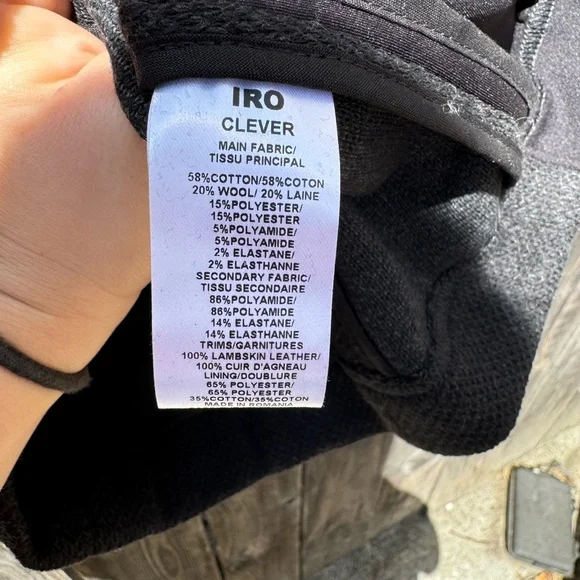 IRO
CLEVER
MAIN FABRIC/
TISSU PRINCIPAL
58%COTTON/58%COTON
20% WOOL/ 20% LAINE
15%POLYESTER/
15%POLYESTER
5%POLYAMIDE/
5%POLYAMIDE
2% ELASTANE/
2% ELASTHANNE
SECONDARY FABRIC/
TISSU SECONDAIRE
86%POLYAMIDE/
86%POLYAMIDE
14% ELASTANE/
14% ELASTHANNE
TRIMS/GARNITURES
100% LAMBSKIN LEATHER/
100% CUIR D'AGNEAU
LINING/DOUBLURE
65% POLYESTER/
65% POLYESTER
35%COTTON/35%COTON
MADE IN ROMANIA